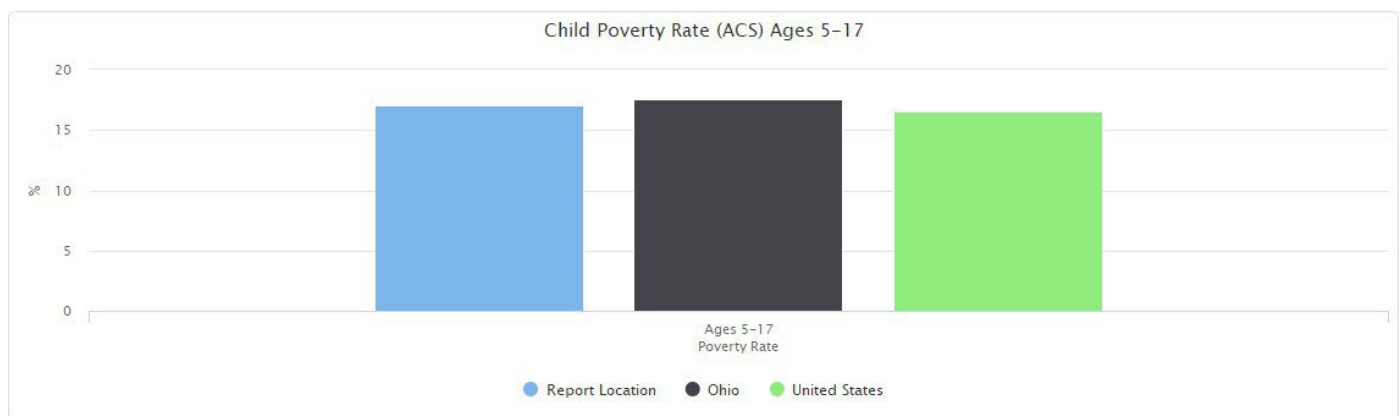 Child Poverty Rate (ACS) Ages 5-17
20
15
10
5
0
%
Ages 5-17
Poverty Rate
Report Location Ohio United States